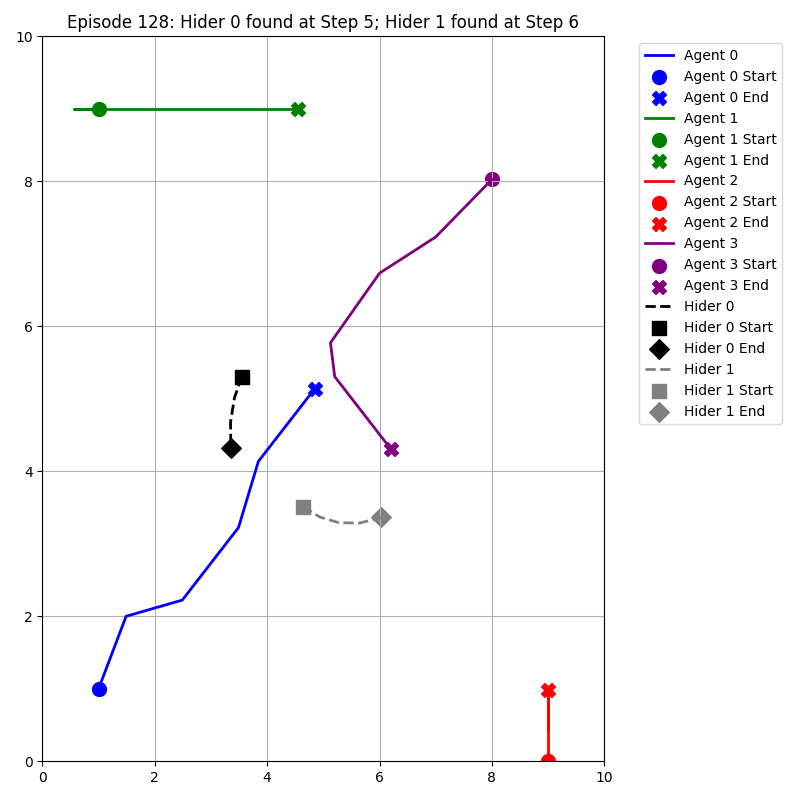 Episode 128: Hider 0 found at Step 5; Hider 1 found at Step 6
10
8
6
4
2
0
0 2 4 6 8 10
Agent 0
Agent 0 Start
Agent 0 End
Agent 1
Agent 1 Start
Agent 1 End
Agent 2
Agent 2 Start
Agent 2 End
Agent 3
Agent 3 Start
Agent 3 End
Hider 0
Hider 0 Start
Hider 0 End
Hider 1
Hider 1 Start
Hider 1 End